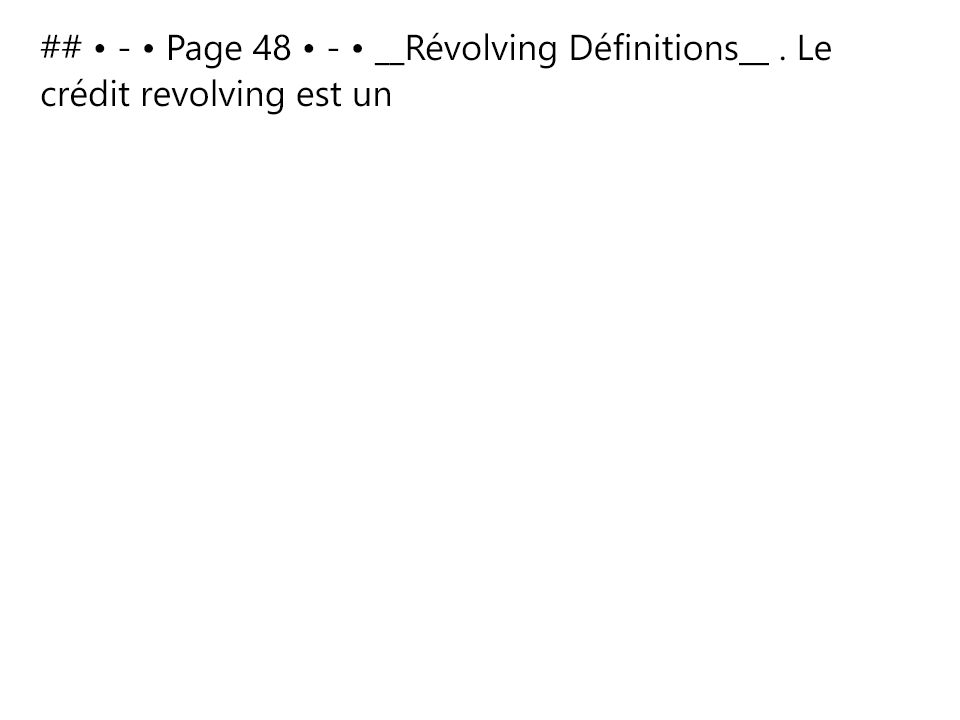 ## • - • Page 48 • - • __Révolving Définitions__ . Le
crédit revolving est un